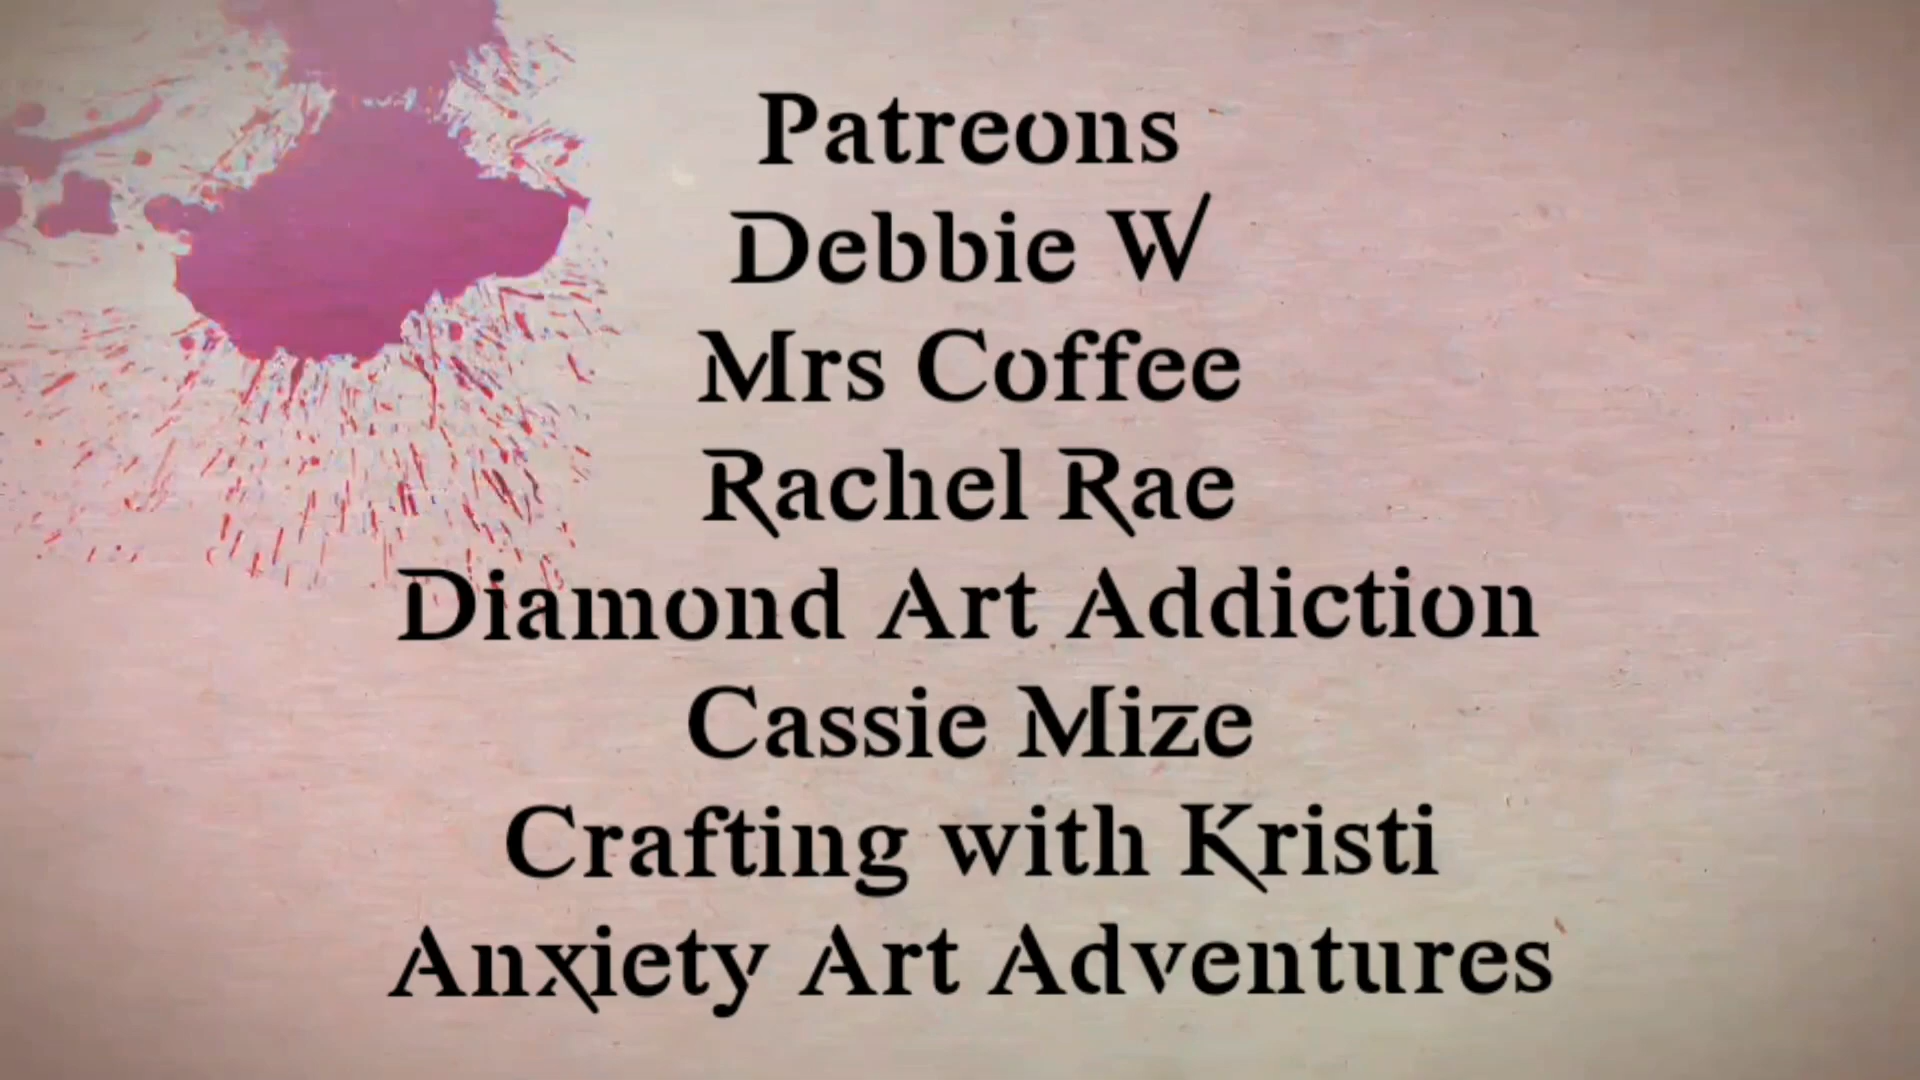 Patreons
Debbie W
Mrs Coffee
Rachel Rae
Diamond Art Addiction
Cassie Mize
Crafting with Kristi
Anxiety Art Adventures